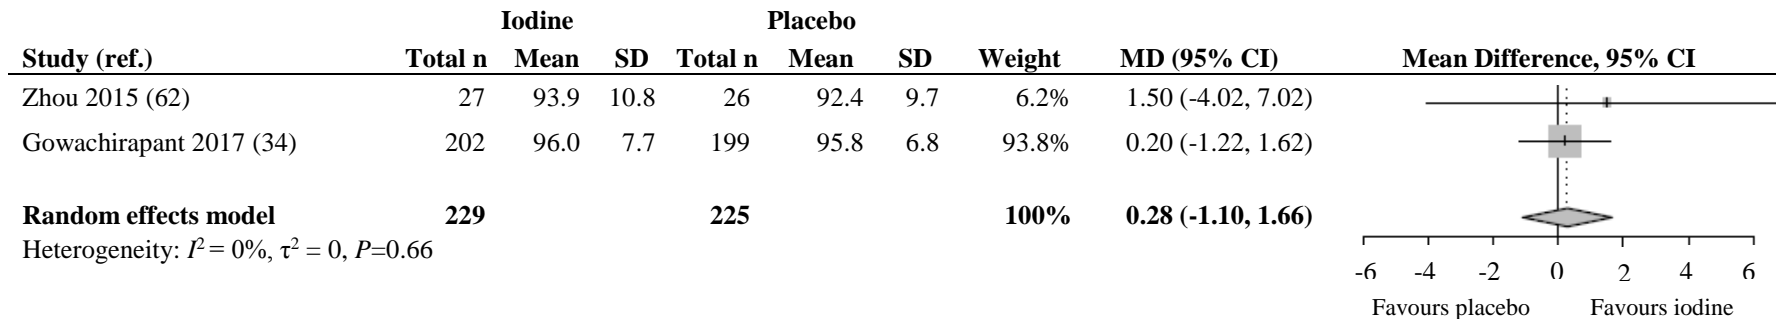 Iodine Placebo
Study (ref.) Total n Mean SD Total n Mean SD Weight MD (95% CI) Mean Difference, 95% CI
Zhou 2015 (62) 27 93.9 10.8 26 92.4 9.7 6.2% 1.50 (-4.02, 7.02)
Gowachirapant 2017 (34) 202 96.0 7.7 199 95.8 6.8 93.8% 0.20 (-1.22, 1.62)
Random effects model 229 225 100% 0.28 (-1.10, 1.66)
Heterogeneity: I² = 0%, τ² = 0, P=0.66
-6 -4 -2 0 2 4 6
Favours placebo Favours iodine